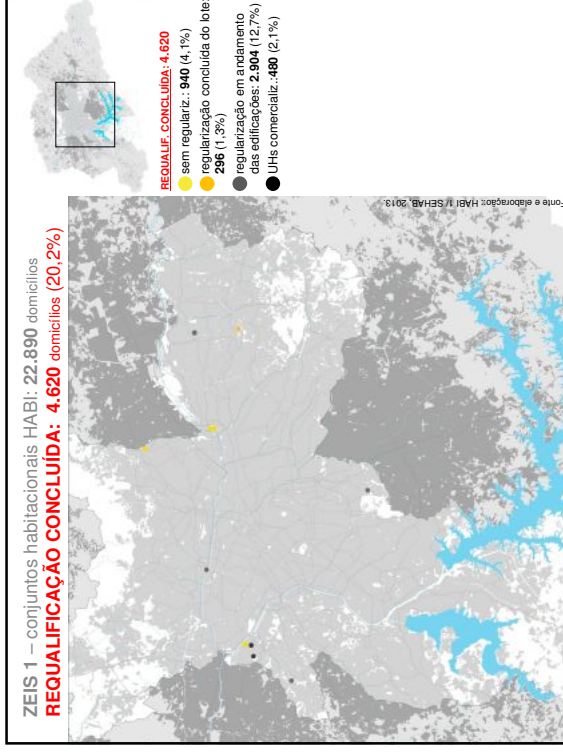 ZEIS 1 – conjuntos habitacionais HABI: 22.890 domicílios
REQUALIFICAÇÃO CONCLUÍDA: 4.620 domicílios (20,2%)
REQUALIF. CONCLUÍDA: 4.620
sem regulariz.: 940 (4,1%)
regularização concluída do lote:
296 (1,3%)
regularização em andamento
das edificações: 2.904 (12,7%)
UHs comercializ.:480 (2,1%)
Fonte e elaboração: HABI 1/ SEHAB, 2013